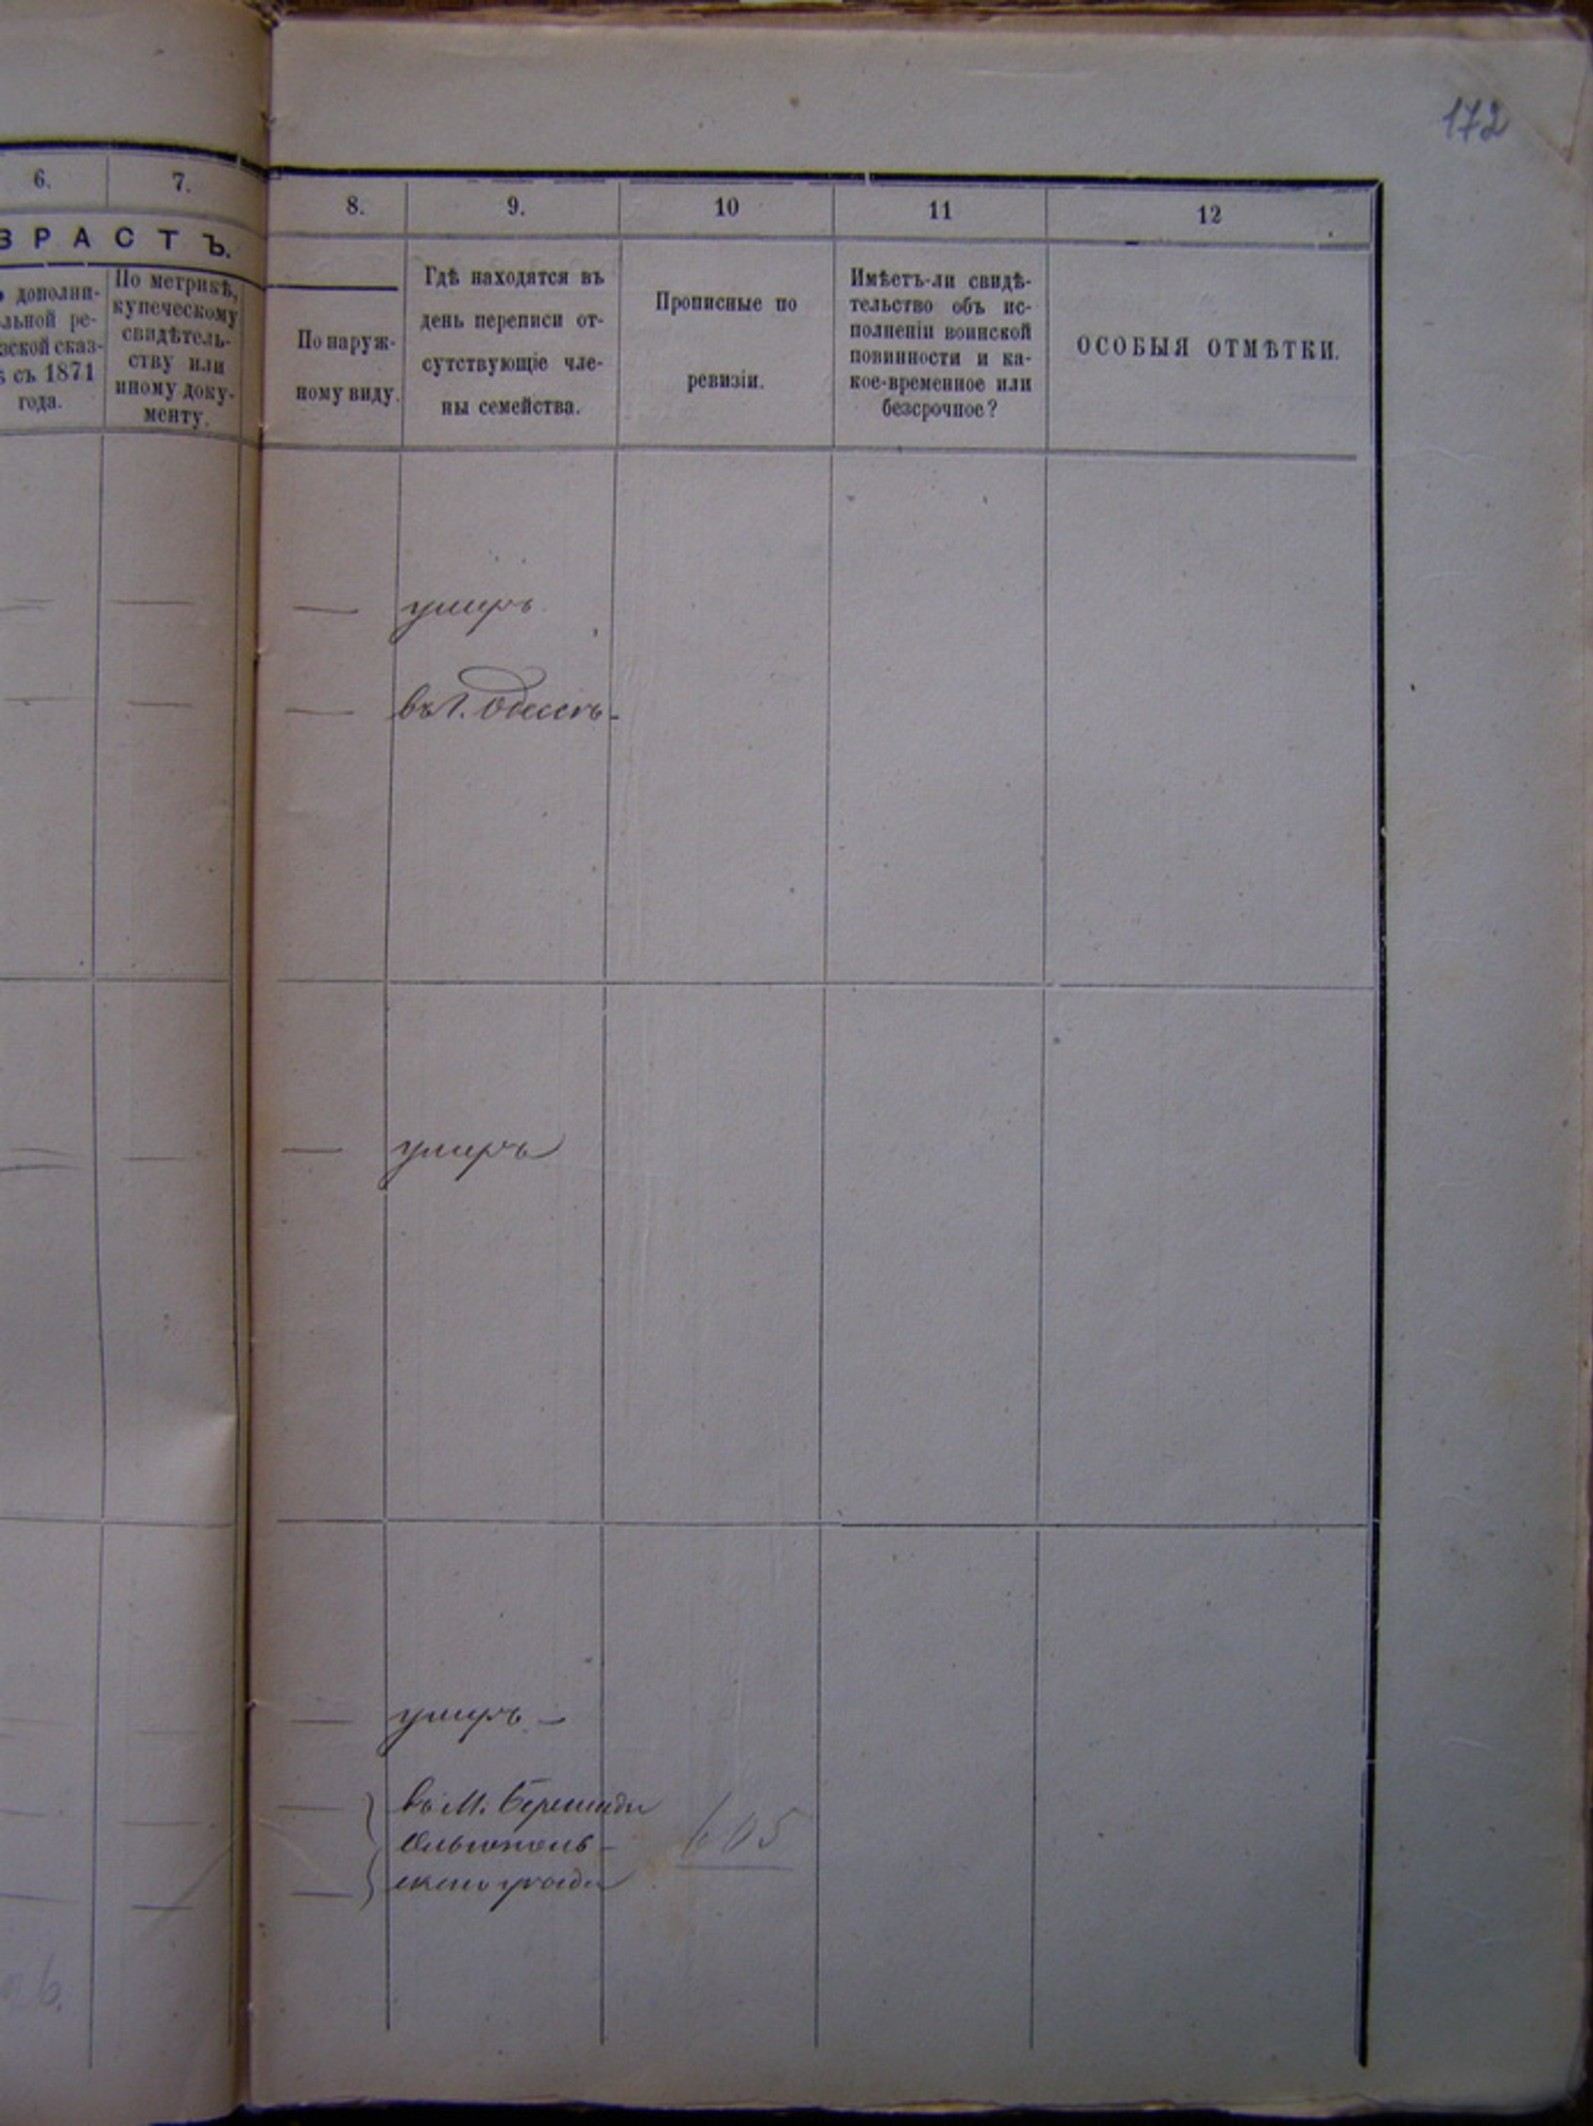 172
6.
7.
8.
9.
10
11
12
ЗРАСТЪ.
дополни-
льной ре-
зской сказ-
съ 1871
года.
По метрикѣ,
купеческому
свидѣтель-
ству или
иному доку-
менту.
По наруж-
ному виду.
Гдѣ находятся въ
день переписи от-
сутствующіе чле-
ны семейства.
Прописные по
ревизіи.
Имѣетъ-ли свидѣ-
тельство объ ис-
полненіи воинской
повинности и ка-
кое-временное или
безсрочное?
ОСОБЫЯ ОТМѢТКИ.
умеръ
въ г. Одессѣ
умеръ
умеръ
въ М. Бершади
Ольгополь-
скаго уѣзда
605